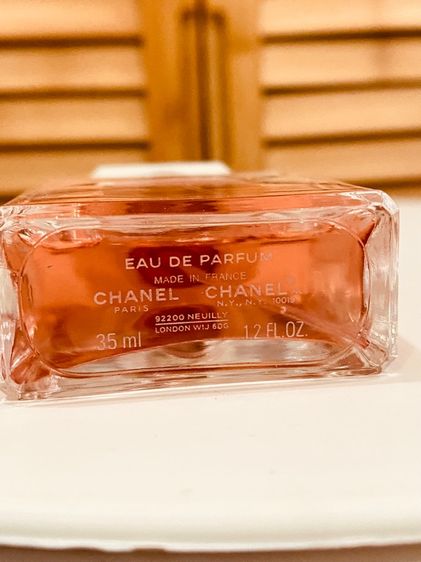 EAU DE PARFUM
MADE IN FRANCE
CHANEL CHANEL
PARIS N.Y., N.Y. 10019
92200 NEUILLY
LONDON W1J 6DG
35 ml 1.2 FL.OZ.